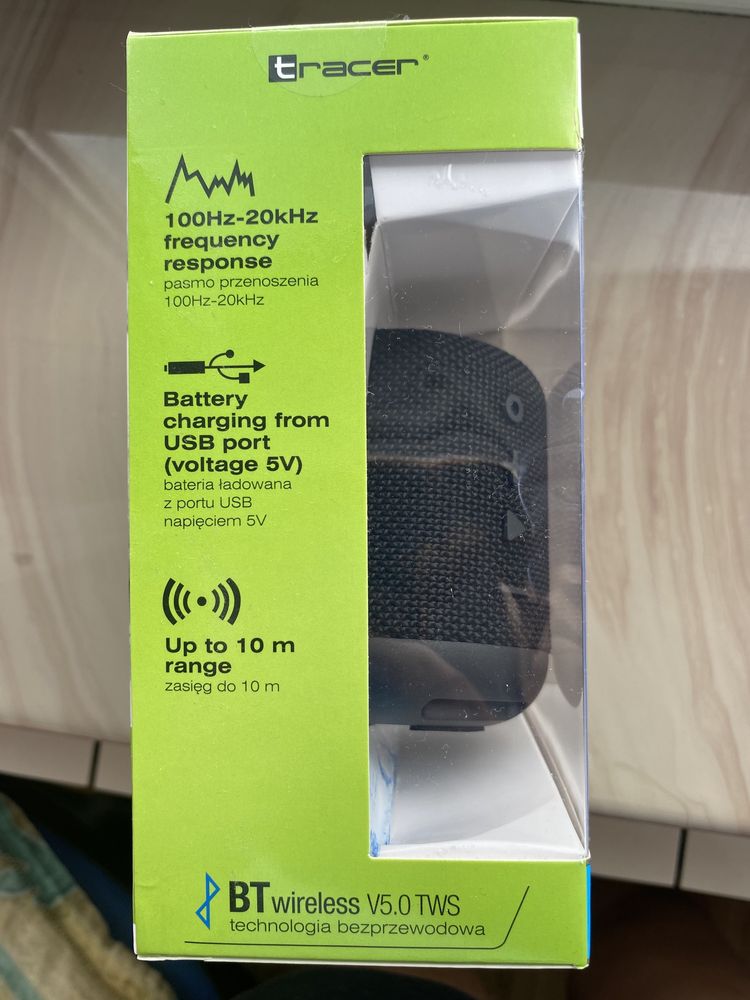 tracer®
100Hz-20kHz
frequency
response
pasmo przenoszenia
100Hz-20kHz
Battery
charging from
USB port
(voltage 5V)
bateria ładowana
z portu USB
napięciem 5V
Up to 10 m
range
zasięg do 10 m
BT wireless V5.0 TWS
technologia bezprzewodowa